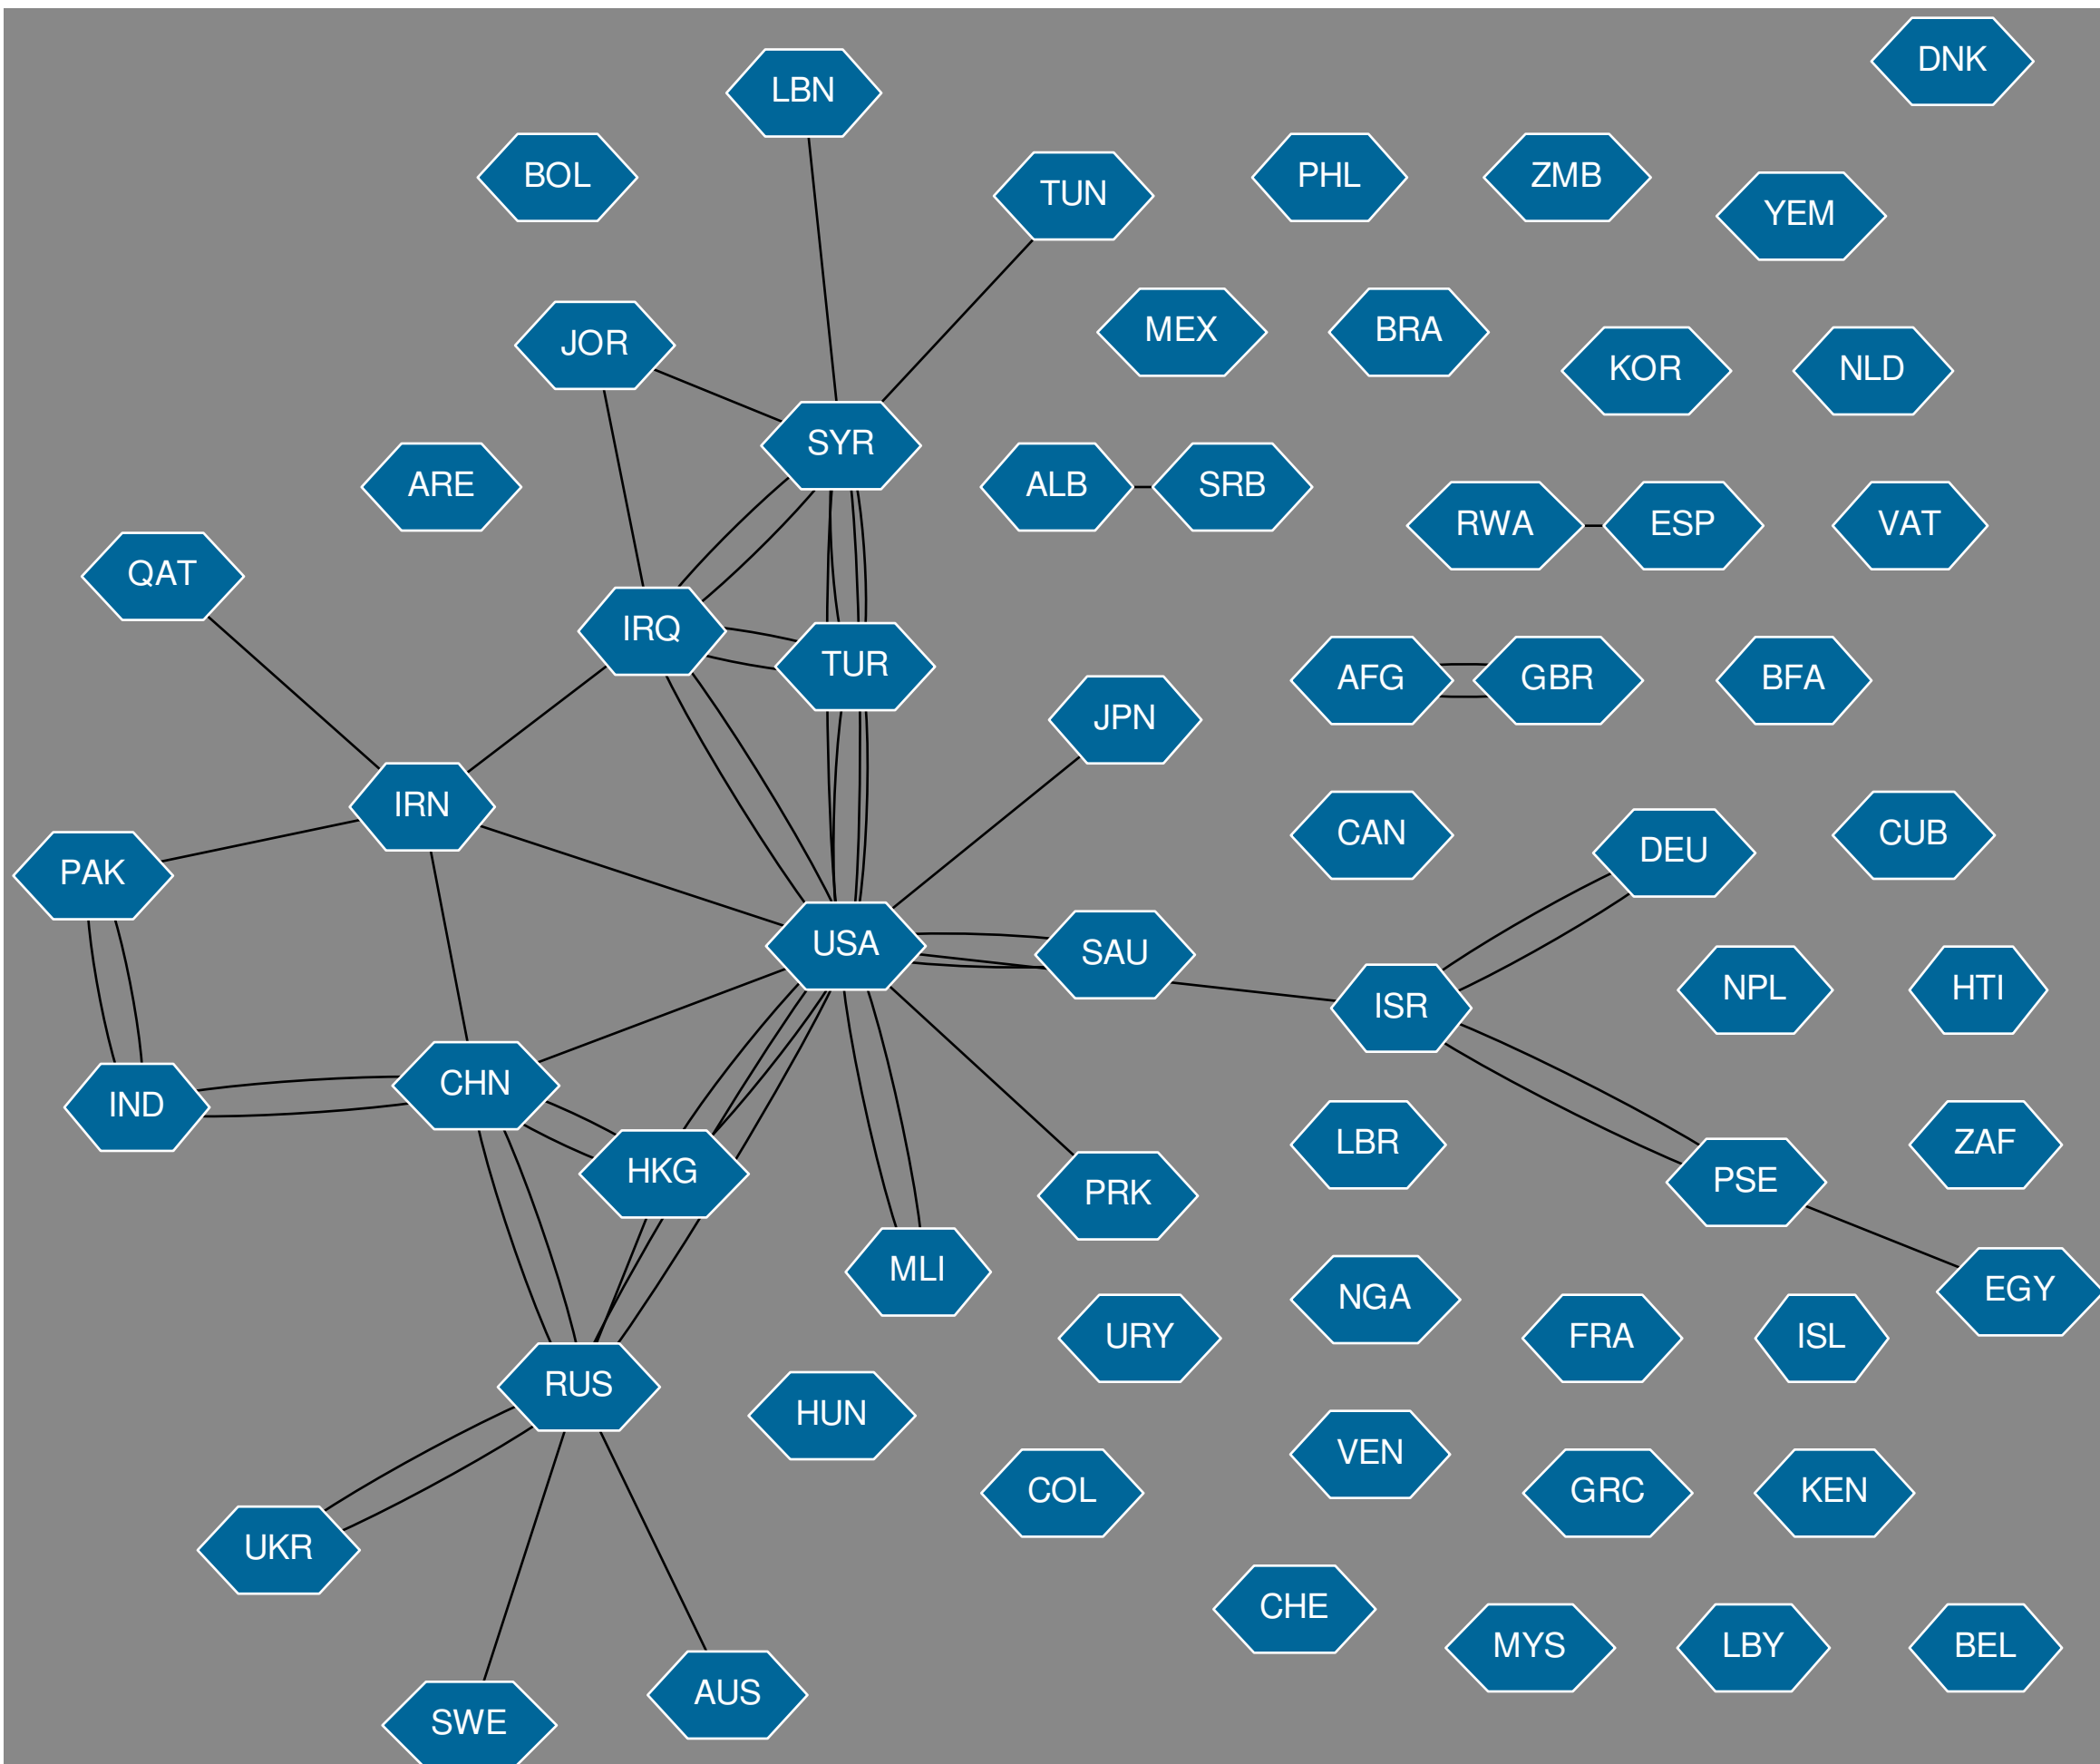 DNK
LBN
BOL
PHL
ZMB
TUN
YEM
MEX
BRA
JOR
KOR
NLD
SYR
ARE
ALB
SRB
RWA
ESP
VAT
QAT
IRQ
TUR
AFG
GBR
BFA
JPN
IRN
CAN
DEU
CUB
PAK
USA
SAU
NPL
HTI
ISR
CHN
IND
LBR
ZAF
HKG
PSE
PRK
MLI
EGY
NGA
URY
FRA
ISL
RUS
HUN
VEN
COL
GRC
KEN
UKR
CHE
MYS
LBY
BEL
AUS
SWE